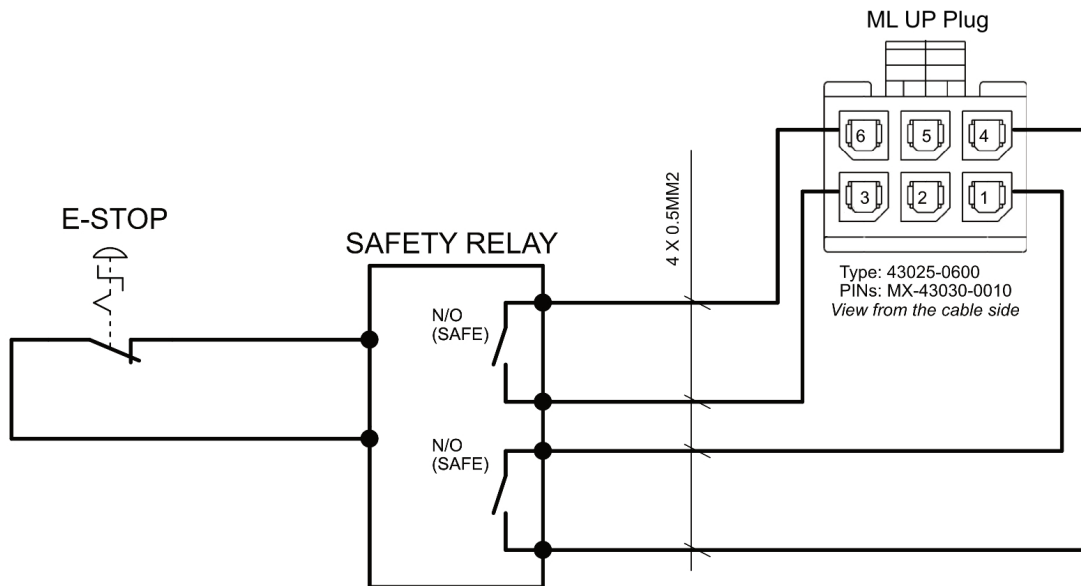 ML UP Plug
6 5 4
3 2 1
Type: 43025-0600
PINs: MX-43030-0010
View from the cable side
4 X 0.5MM2
E-STOP
SAFETY RELAY
N/O
(SAFE)
N/O
(SAFE)